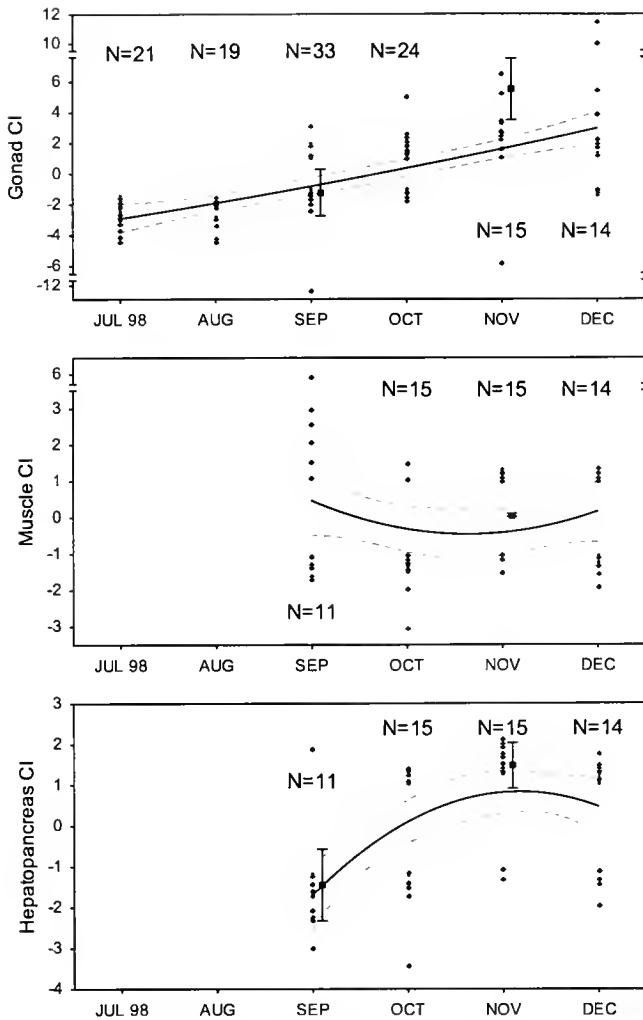 12
N=21 N=19 N=33 N=24
6
4
2
0
-2
-4
-6
-12
Gonad CI
N=15 N=14
JUL 98 AUG SEP OCT NOV DEC
6
3
2
1
0
-1
-2
-3
Muscle CI
N=15 N=15 N=14
N=11
JUL 98 AUG SEP OCT NOV DEC
3
2
1
0
-1
-2
-3
-4
Hepatopancreas CI
N=15 N=15 N=14
N=11
JUL 98 AUG SEP OCT NOV DEC